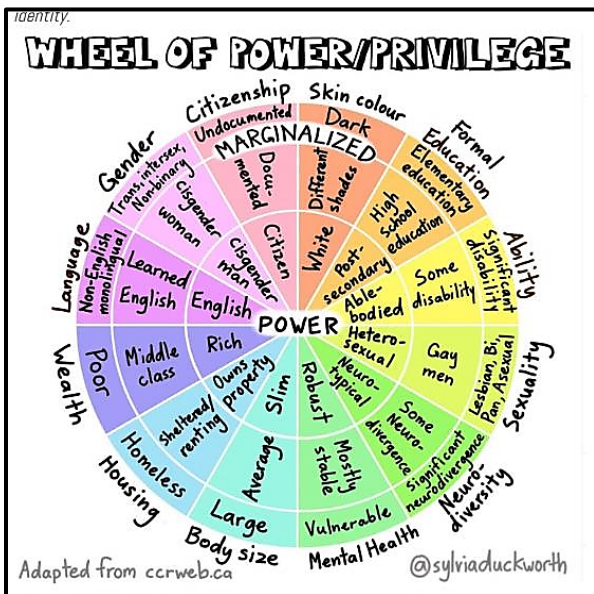 identity.
WHEEL OF POWER/PRIVILEGE
Citizenship
Undocumented
Docu-
mented
Citizen
Skin colour
Dark
Different
shades
White
Formal
Education
Elementary
education
High
School
education
Post-
secondary
Ability
Significant
disability
Some
disability
Able-
bodied
Sexuality
Lesbian, Bi,
Pan, Asexual
Gay
men
Hetero-
sexual
Neuro-
diversity
Significant
neurodivergence
Some
Neuro
divergence
Neuro-
typical
Mental Health
Vulnerable
Mostly
stable
Robust
Body size
Large
Average
Slim
Housing
Homeless
Sheltered/
renting
Owns
property
Wealth
Poor
Middle
class
Rich
Language
Non-English
monolingual
Learned
English
English
Gender
Trans, intersex,
Non-binary
Cisgender
woman
Cisgender
man
MARGINALIZED
POWER
Adapted from ccrweb.ca
@sylviaduckworth